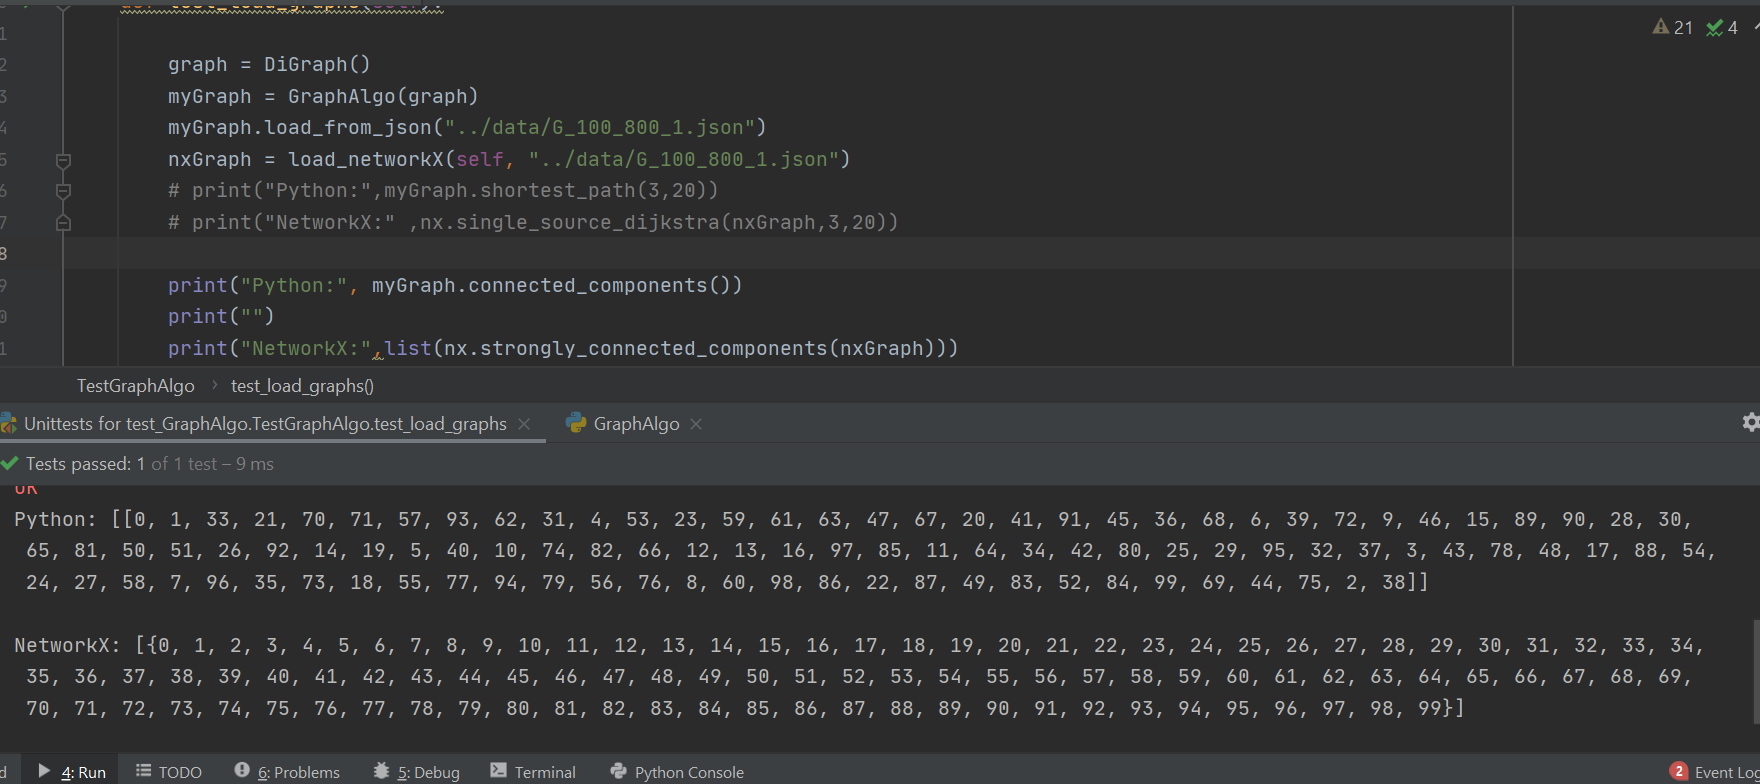 21 4
graph = DiGraph()
myGraph = GraphAlgo(graph)
myGraph.load_from_json("../data/G_100_800_1.json")
nxGraph = load_networkX(self, "../data/G_100_800_1.json")
# print("Python:",myGraph.shortest_path(3,20))
# print("NetworkX:" ,nx.single_source_dijkstra(nxGraph,3,20))
print("Python:", myGraph.connected_components())
print("")
print("NetworkX:",list(nx.strongly_connected_components(nxGraph)))
TestGraphAlgo › test_load_graphs()
Unittests for test_GraphAlgo.TestGraphAlgo.test_load_graphs × GraphAlgo ×
Tests passed: 1 of 1 test – 9 ms
OK
Python: [[0, 1, 33, 21, 70, 71, 57, 93, 62, 31, 4, 53, 23, 59, 61, 63, 47, 67, 20, 41, 91, 45, 36, 68, 6, 39, 72, 9, 46, 15, 89, 90, 28, 30,
65, 81, 50, 51, 26, 92, 14, 19, 5, 40, 10, 74, 82, 66, 12, 13, 16, 97, 85, 11, 64, 34, 42, 80, 25, 29, 95, 32, 37, 3, 43, 78, 48, 17, 88, 54,
24, 27, 58, 7, 96, 35, 73, 18, 55, 77, 94, 79, 56, 76, 8, 60, 98, 86, 22, 87, 49, 83, 52, 84, 99, 69, 44, 75, 2, 38]]
NetworkX: [{0, 1, 2, 3, 4, 5, 6, 7, 8, 9, 10, 11, 12, 13, 14, 15, 16, 17, 18, 19, 20, 21, 22, 23, 24, 25, 26, 27, 28, 29, 30, 31, 32, 33, 34,
35, 36, 37, 38, 39, 40, 41, 42, 43, 44, 45, 46, 47, 48, 49, 50, 51, 52, 53, 54, 55, 56, 57, 58, 59, 60, 61, 62, 63, 64, 65, 66, 67, 68, 69,
70, 71, 72, 73, 74, 75, 76, 77, 78, 79, 80, 81, 82, 83, 84, 85, 86, 87, 88, 89, 90, 91, 92, 93, 94, 95, 96, 97, 98, 99}]
4: Run TODO 6: Problems 5: Debug Terminal Python Console 2 Event Log